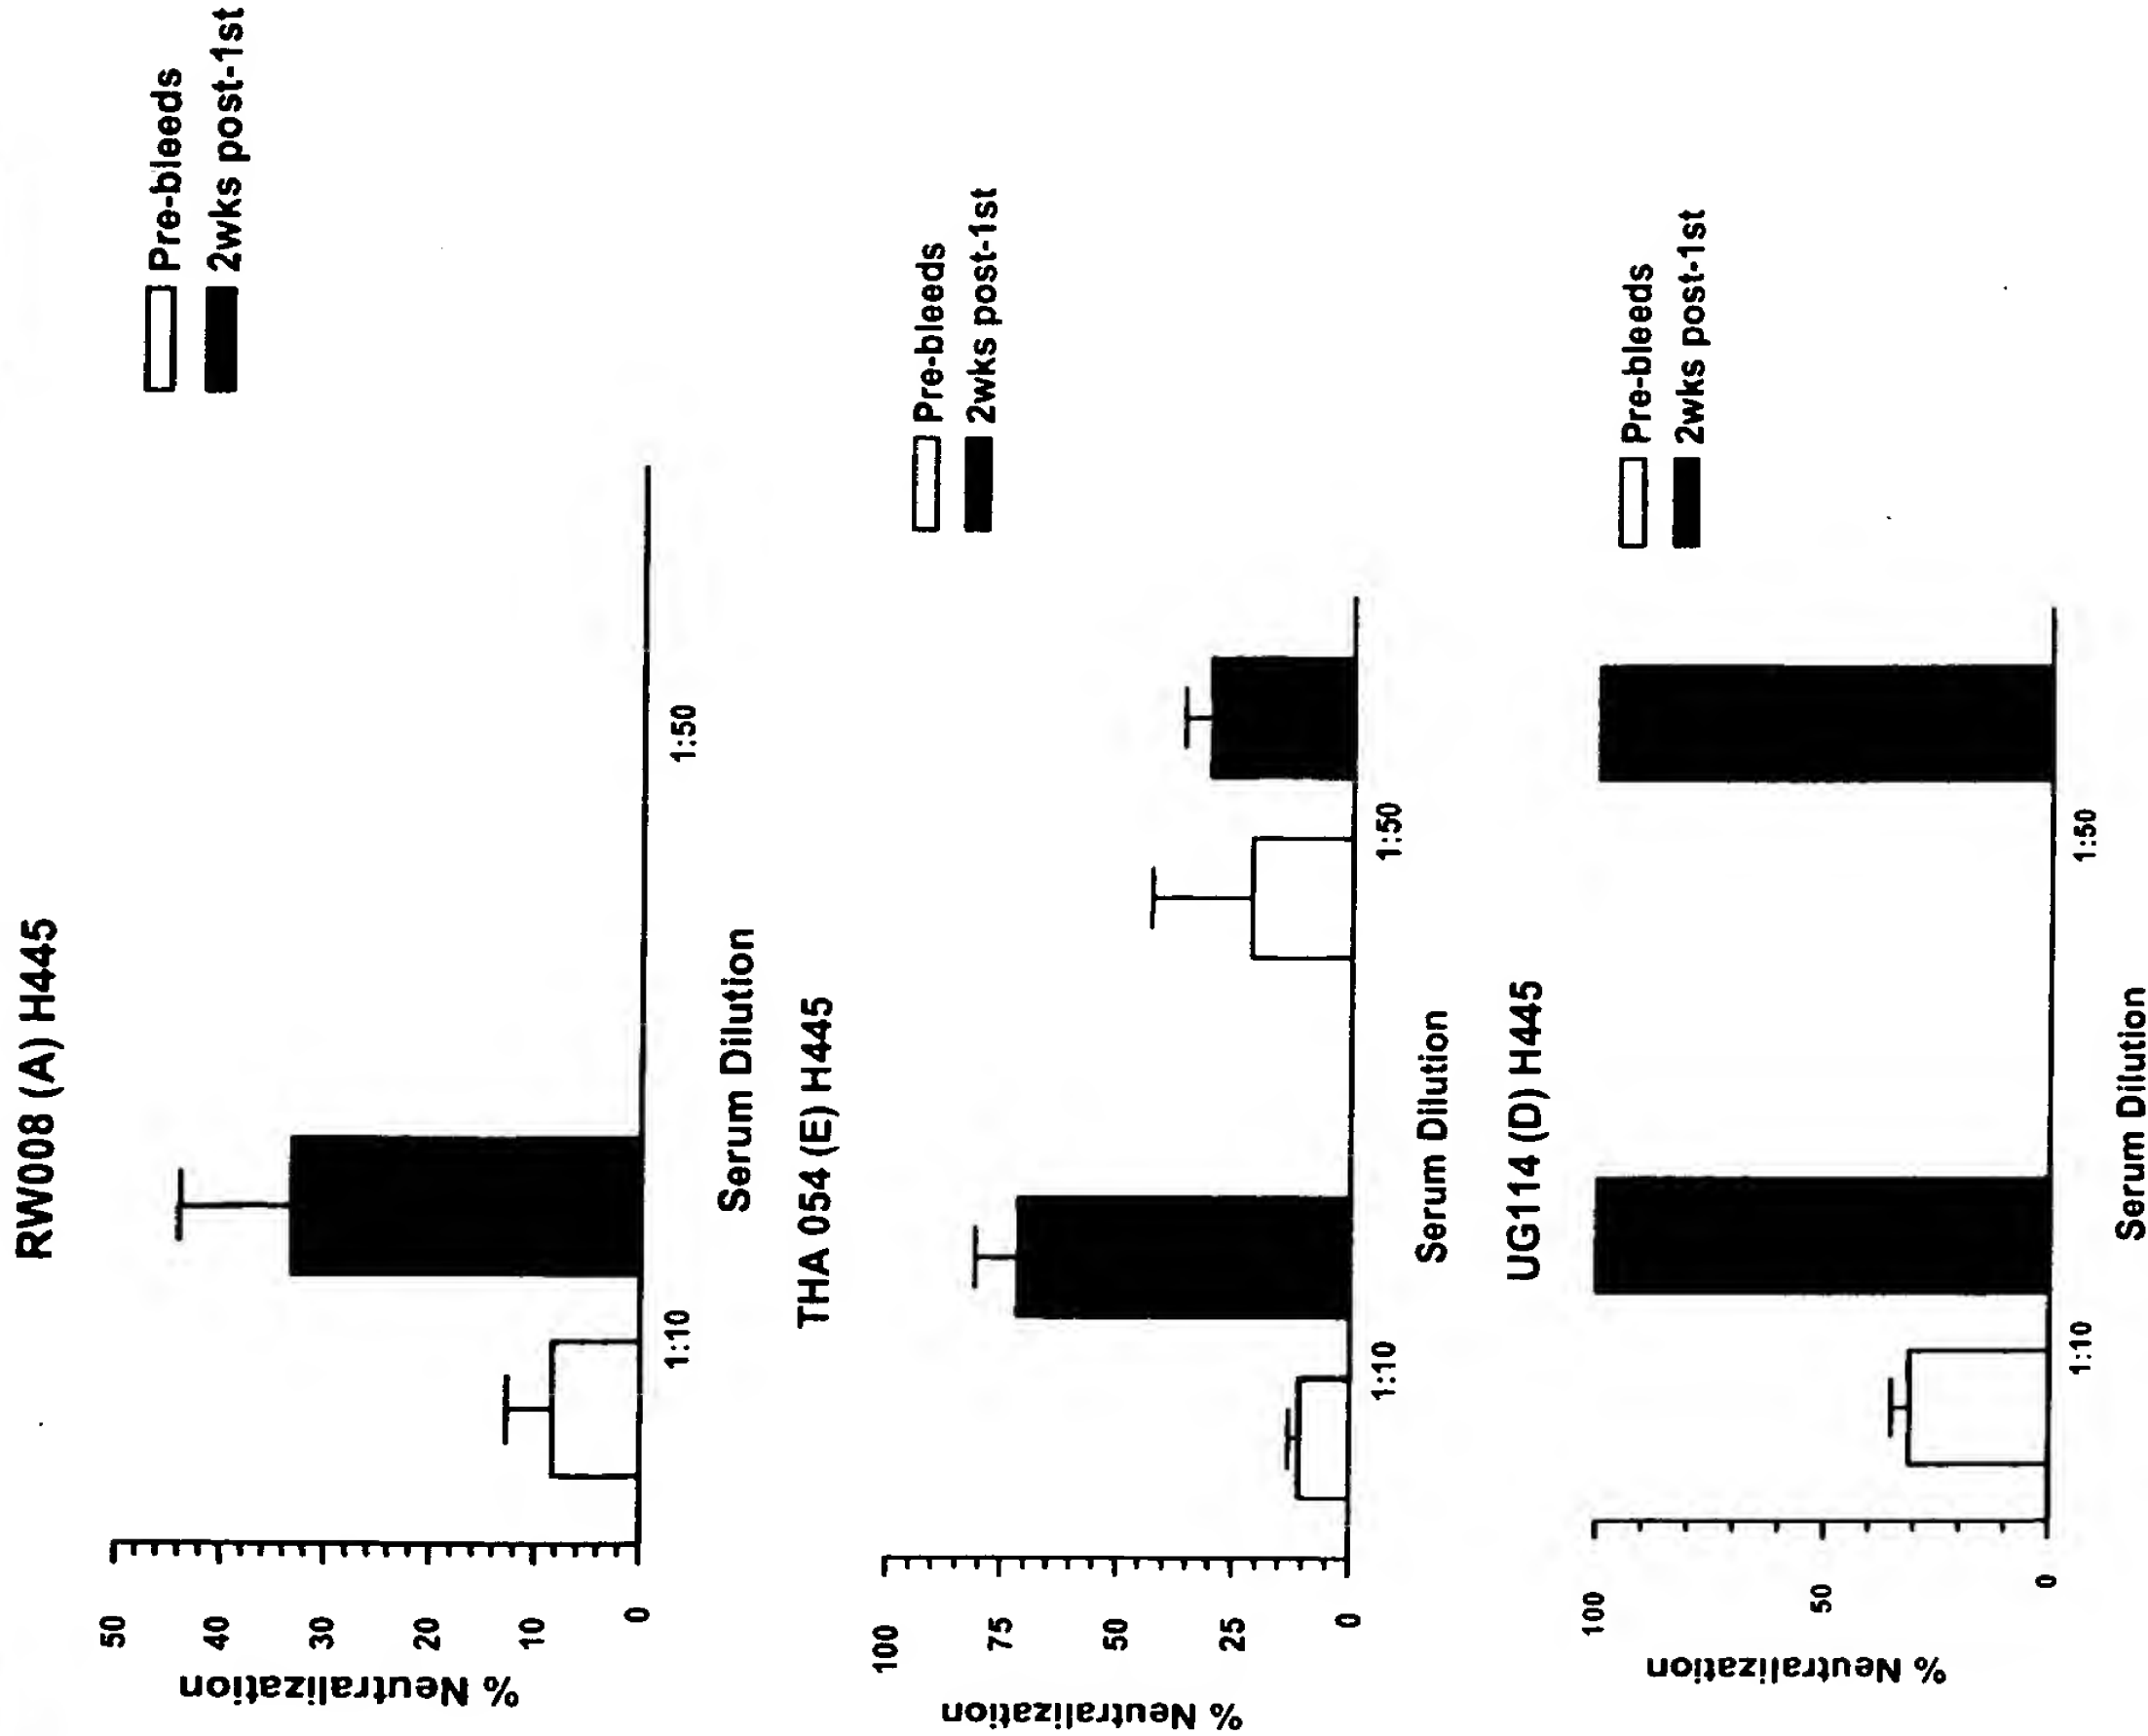 RW008 (A) H445
Pre-bleeds
2wks post-1st
% Neutralization
50
40
30
20
10
0
1:10
1:50
Serum Dilution
THA 054 (E) H445
Pre-bleeds
2wks post-1st
% Neutralization
100
75
50
25
0
1:10
1:50
Serum Dilution
UG114 (D) H445
Pre-bleeds
2wks post-1st
% Neutralization
100
50
0
1:10
1:50
Serum Dilution